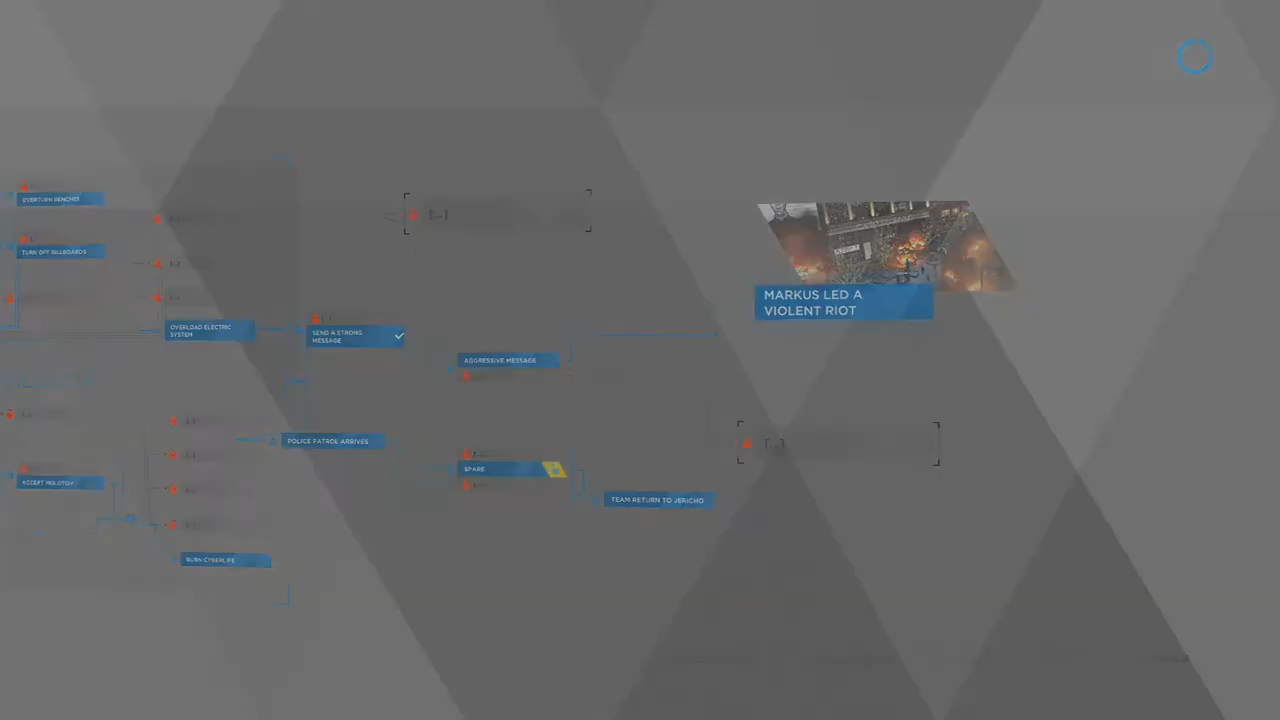 OVERTURN BENCHES
TURN OFF BILLBOARDS
OVERLOAD ELECTRIC
SYSTEM
SEND A STRONG
MESSAGE
AGGRESSIVE MESSAGE
MARKUS LED A
VIOLENT RIOT
POLICE PATROL ARRIVES
SPARE
ACCEPT MOLOTOV
TEAM RETURN TO JERICHO
BURN CYBERLIFE